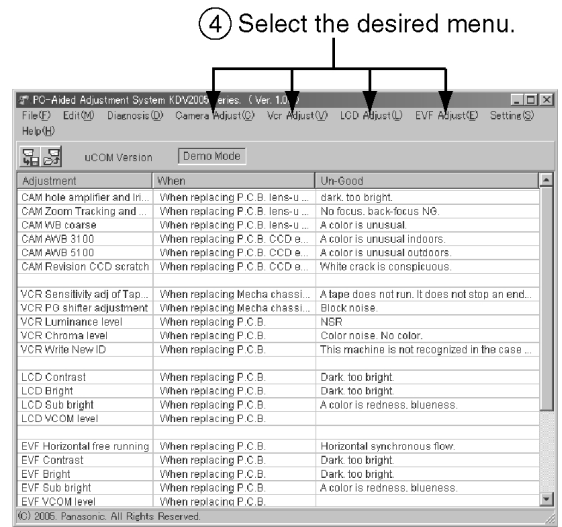 ④ Select the desired menu.
PC-Aided Adjustment System KDV2005 Series. ( Ver. 1.0
File(F) Edit(M) Diagnosis(D) Camera Adjust(C) Vcr Adjust(V) LCD Adjust(L) EVF Adjust(E) Setting(S)
Help(H)
uCOM Version Demo Mode
Adjustment When Un-Good
CAM hole amplifier and Iri... When replacing P.C.B. lens-u ... dark. too bright.
CAM Zoom Tracking and ... When replacing P.C.B. lens-u ... No focus. back-focus NG.
CAM WB coarse When replacing P.C.B. lens-u ... A color is unusual.
CAM AWB 3100 When replacing P.C.B. CCD e... A color is unusual indoors.
CAM AWB 5100 When replacing P.C.B. CCD e... A color is unusual outdoors.
CAM Revision CCD scratch When replacing P.C.B. CCD e... White crack is conspicuous.
VCR Sensitivity adj of Tap... When replacing Mecha chassi... A tape does not run. It does not stop an end...
VCR PG shifter adjustment When replacing Mecha chassi... Block noise.
VCR Luminance level When replacing P.C.B. NSR
VCR Chroma level When replacing P.C.B. Color noise. No color.
VCR Write New ID When replacing P.C.B. This machine is not recognized in the case ...
LCD Contrast When replacing P.C.B. Dark. too bright.
LCD Bright When replacing P.C.B. Dark. too bright.
LCD Sub bright When replacing P.C.B. A color is redness. blueness.
LCD VCOM level When replacing P.C.B.
EVF Horizontal free running When replacing P.C.B. Horizontal synchronous flow.
EVF Contrast When replacing P.C.B. Dark. too bright.
EVF Bright When replacing P.C.B. Dark. too bright.
EVF Sub bright When replacing P.C.B. A color is redness. blueness.
EVF VCOM level When replacing P.C.B.
(C) 2005. Panasonic. All Rights Reserved.